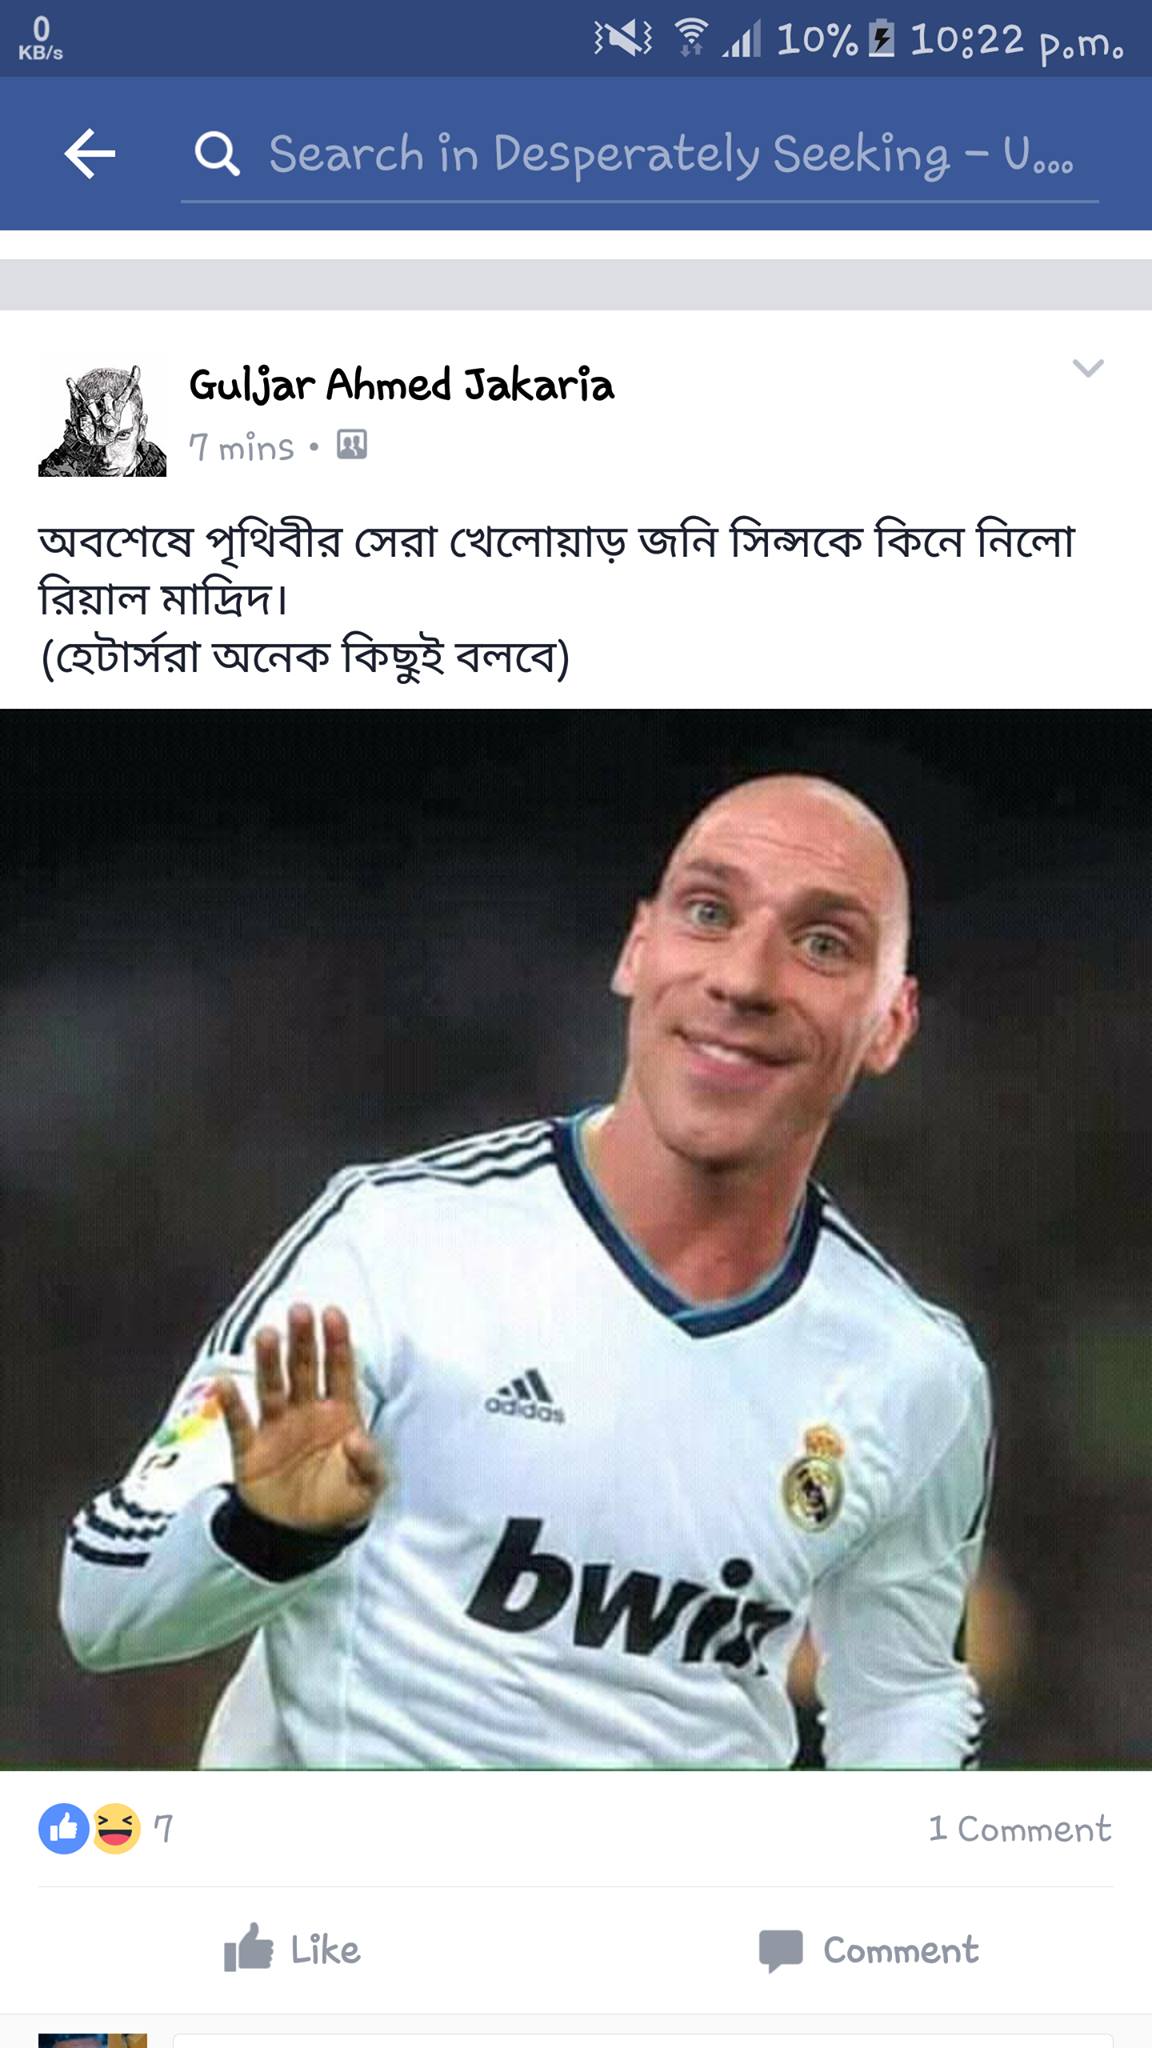 0
KB/s
10% 10:22 p.m.
Search in Desperately Seeking – U...
Guljar Ahmed Jakaria
7 mins •
অবশেষে পৃথিবীর সেরা খেলোয়াড় জনি সিন্সকে কিনে নিলো
রিয়াল মাদ্রিদ।
(হেটার্সরা অনেক কিছুই বলবে)
adidas
bwin
7
1 Comment
Like
Comment